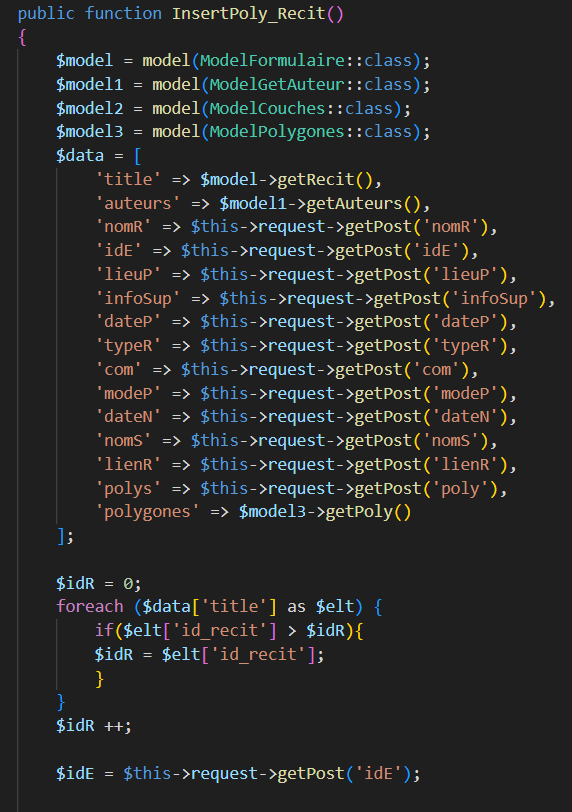 public function InsertPoly_Recit()
{
$model = model(ModelFormulaire::class);
$model1 = model(ModelGetAuteur::class);
$model2 = model(ModelCouches::class);
$model3 = model(ModelPolygones::class);
$data = [
'title' => $model->getRecit(),
'auteurs' => $model1->getAuteurs(),
'nomR' => $this->request->getPost('nomR'),
'idE' => $this->request->getPost('idE'),
'lieuP' => $this->request->getPost('lieuP'),
'infoSup' => $this->request->getPost('infoSup'),
'dateP' => $this->request->getPost('dateP'),
'typeR' => $this->request->getPost('typeR'),
'com' => $this->request->getPost('com'),
'modeP' => $this->request->getPost('modeP'),
'dateN' => $this->request->getPost('dateN'),
'nomS' => $this->request->getPost('nomS'),
'lienR' => $this->request->getPost('lienR'),
'polys' => $this->request->getPost('poly'),
'polygones' => $model3->getPoly()
];
$idR = 0;
foreach ($data['title'] as $elt) {
if($elt['id_recit'] > $idR){
$idR = $elt['id_recit'];
}
}
$idR ++;
$idE = $this->request->getPost('idE');